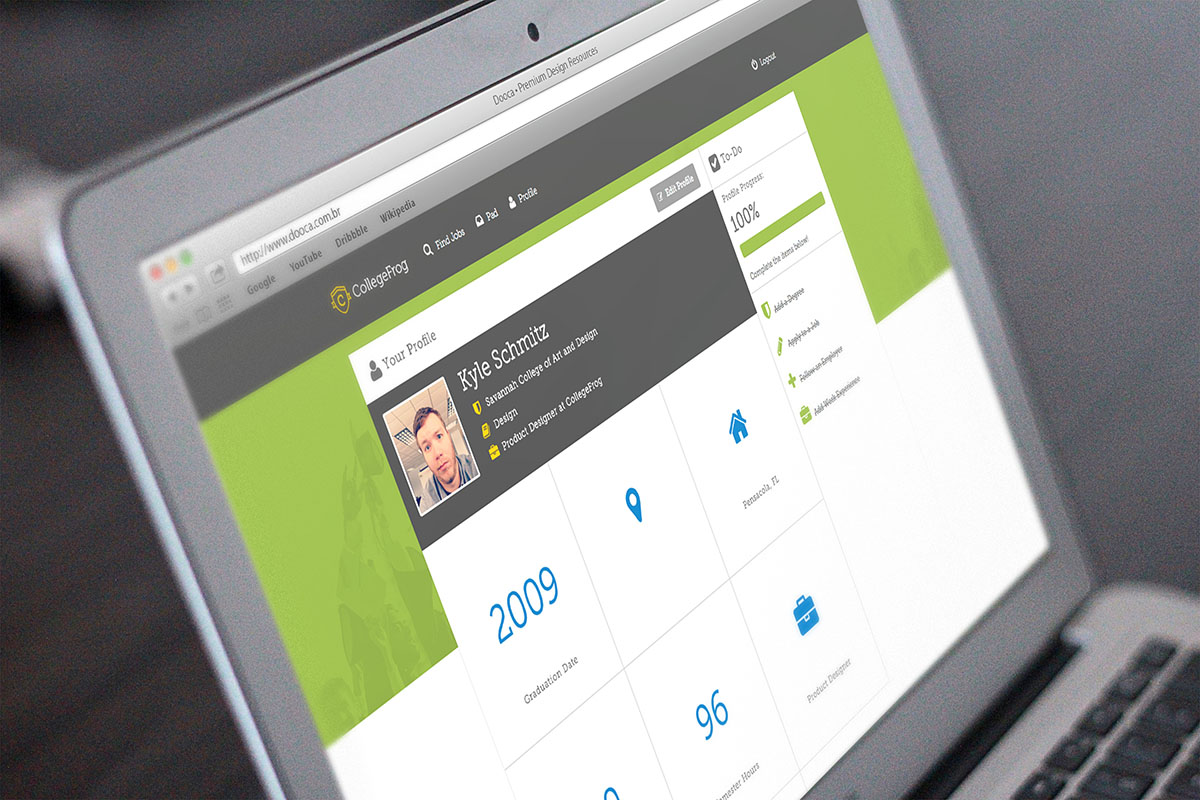 Dooca • Premium Design Resources
http://www.dooca.com.br
Google YouTube Dribbble Wikipedia
CollegeFrog Find Jobs Pad Profile Logout
Your Profile
Edit Profile
Kyle Schmitz
Savannah College of Art and Design
Design
Product Designer at CollegeFrog
2009
Graduation Date
Pensacola, FL
96
Semester Hours
Product Designer
To-Do
Profile Progress:
100%
Complete the items below!
Add a Degree
Apply to a Job
Follow an Employer
Add Work Experience